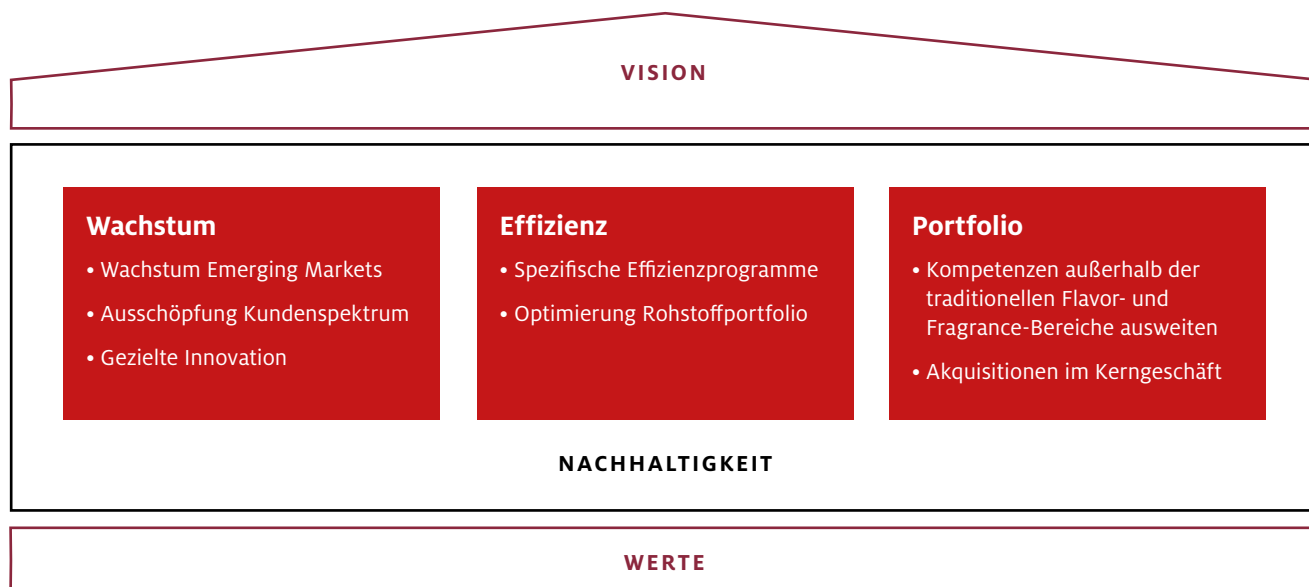 VISION
Wachstum
• Wachstum Emerging Markets
• Ausschöpfung Kundenspektrum
• Gezielte Innovation
Effizienz
• Spezifische Effizienzprogramme
• Optimierung Rohstoffportfolio
Portfolio
• Kompetenzen außerhalb der
traditionellen Flavor- und
Fragrance-Bereiche ausweiten
• Akquisitionen im Kerngeschäft
NACHHALTIGKEIT
WERTE